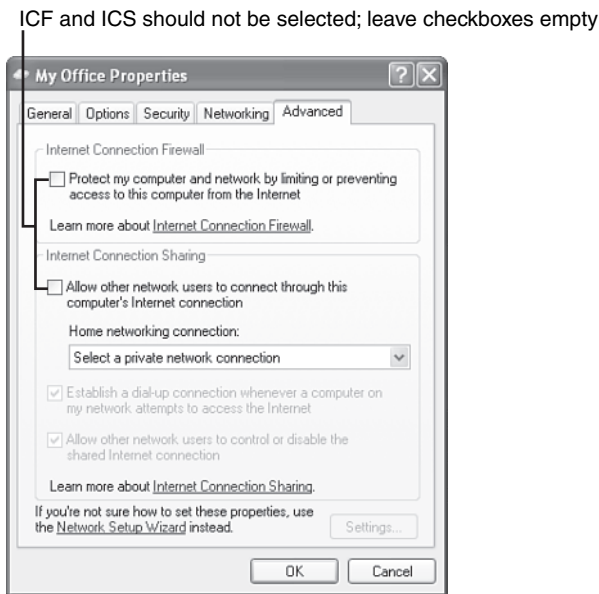 ICF and ICS should not be selected; leave checkboxes empty
My Office Properties
General Options Security Networking Advanced
Internet Connection Firewall
Protect my computer and network by limiting or preventing
access to this computer from the Internet
Learn more about Internet Connection Firewall.
Internet Connection Sharing
Allow other network users to connect through this
computer's Internet connection
Home networking connection:
Select a private network connection
Establish a dial-up connection whenever a computer on
my network attempts to access the Internet
Allow other network users to control or disable the
shared Internet connection
Learn more about Internet Connection Sharing.
If you're not sure how to set these properties, use
the Network Setup Wizard instead.
Settings...
OK Cancel